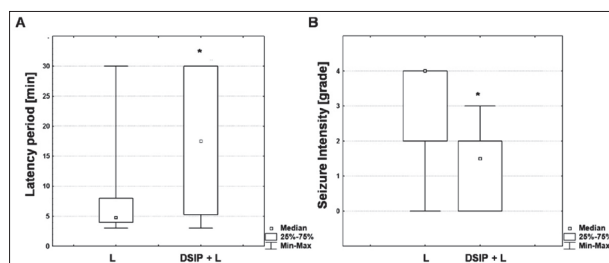 A
*
Latency period [min]
30
25
20
15
10
5
0
L
DSIP + L
Median
25%-75%
Min-Max
B
*
Seizure Intensity [grade]
4
3
2
1
0
L
DSIP + L
Median
25%-75%
Min-Max